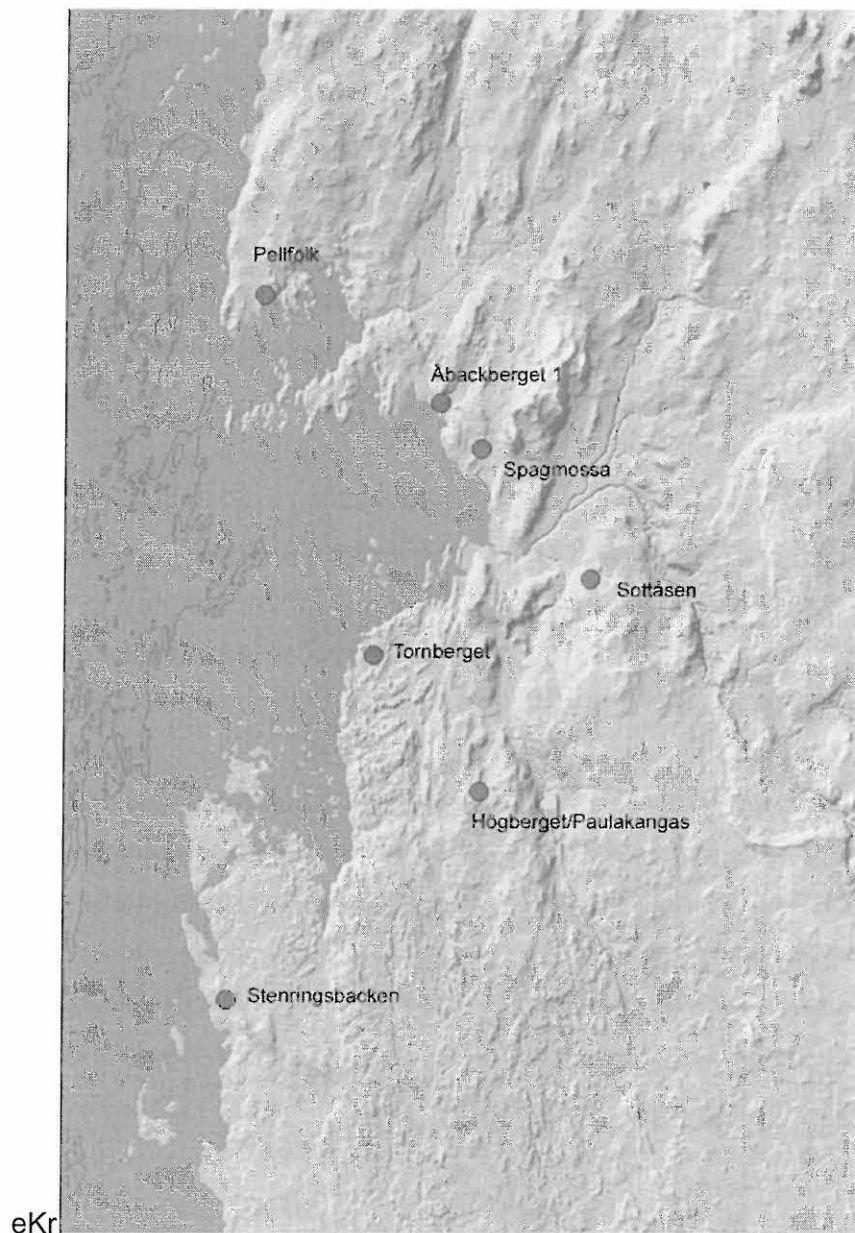 Pellfolk
Åbackberget 1
Spagmossa
Sottåsen
Tornberget
Högberget/Paulakangas
Stenringsbacken
eKr